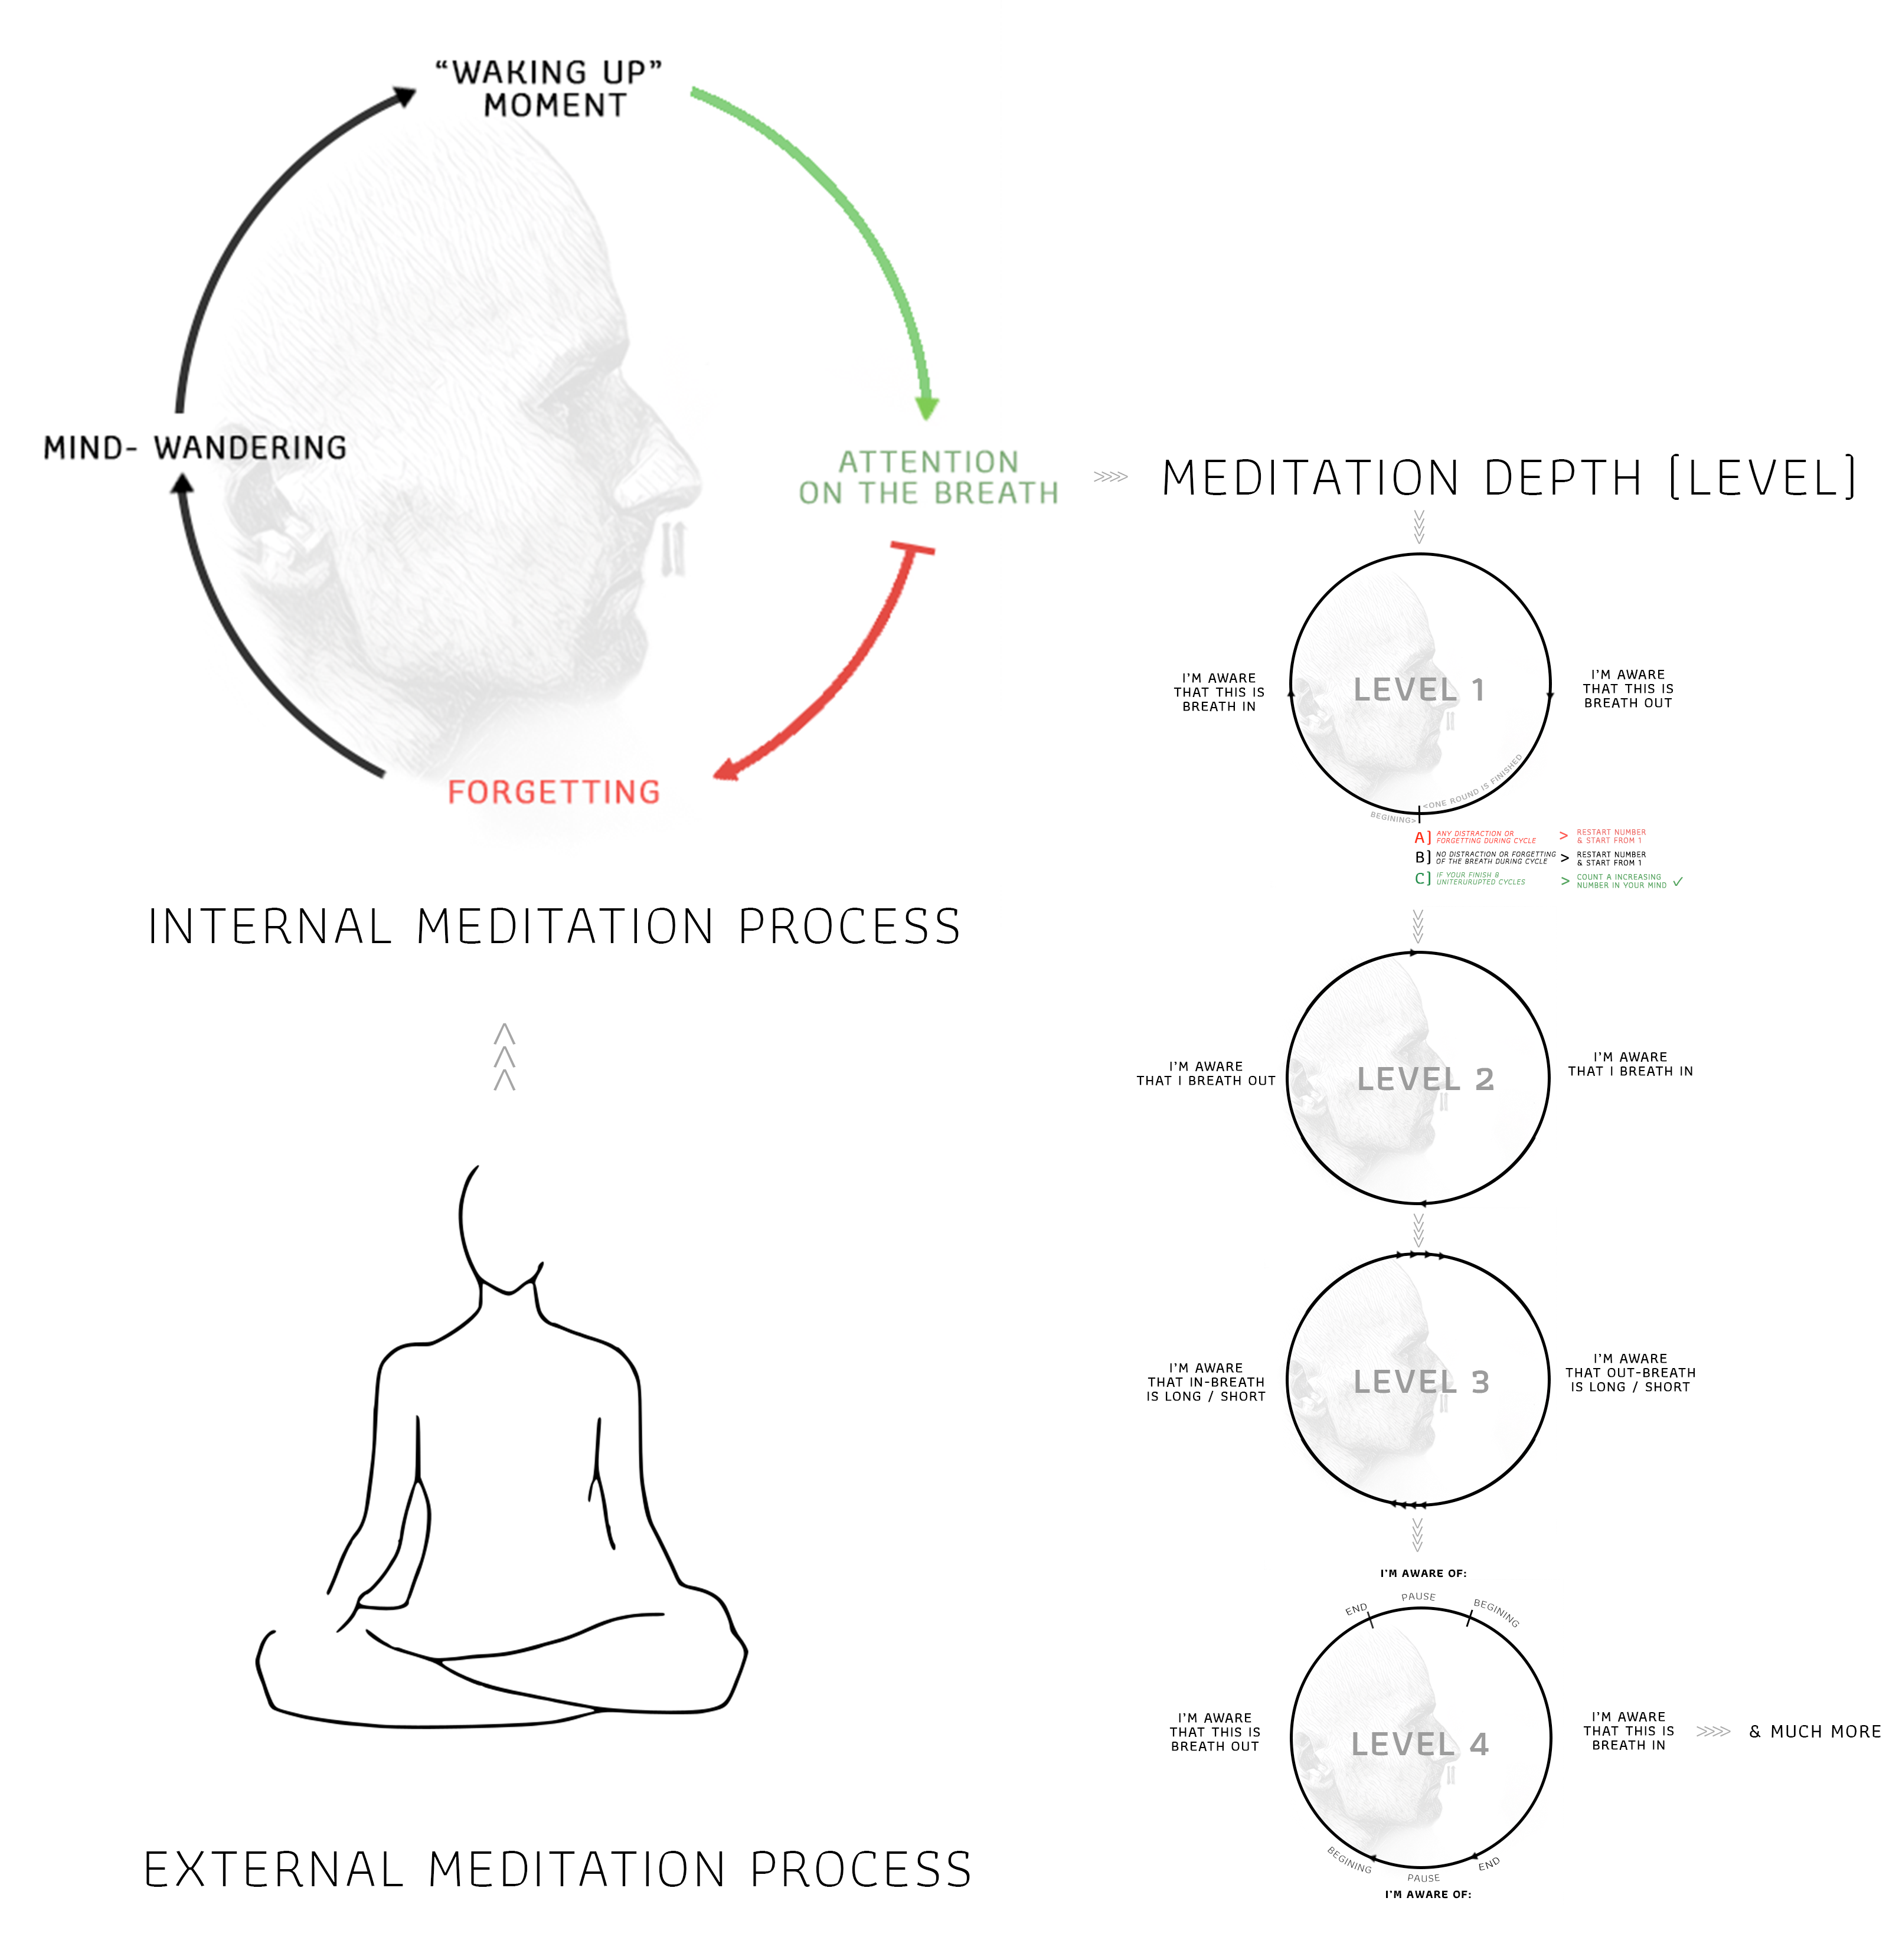 “WAKING UP”
MOMENT
MIND- WANDERING
ATTENTION
ON THE BREATH
FORGETTING
INTERNAL MEDITATION PROCESS
EXTERNAL MEDITATION PROCESS
MEDITATION DEPTH [LEVEL]
I'M AWARE
THAT THIS IS
BREATH IN
LEVEL 1
I'M AWARE
THAT THIS IS
BREATH OUT
<ONE ROUND IS FINISHED
BEGINING>
A] ANY DISTRACTION OR
FORGETTING DURING CYCLE
> RESTART NUMBER
& START FROM 1
B] NO DISTRACTION OR FORGETTING
OF THE BREATH DURING CYCLE
> RESTART NUMBER
& START FROM 1
C] IF YOUR FINISH 8
UNITERURUPTED CYCLES
> COUNT A INCREASING
NUMBER IN YOUR MIND ✓
I'M AWARE
THAT I BREATH OUT
LEVEL 2
I'M AWARE
THAT I BREATH IN
I'M AWARE
THAT IN-BREATH
IS LONG / SHORT
LEVEL 3
I'M AWARE
THAT OUT-BREATH
IS LONG / SHORT
I'M AWARE OF:
END
PAUSE
BEGINING
I'M AWARE
THAT THIS IS
BREATH OUT
LEVEL 4
I'M AWARE
THAT THIS IS
BREATH IN
& MUCH MORE
BEGINING
PAUSE
END
I'M AWARE OF: